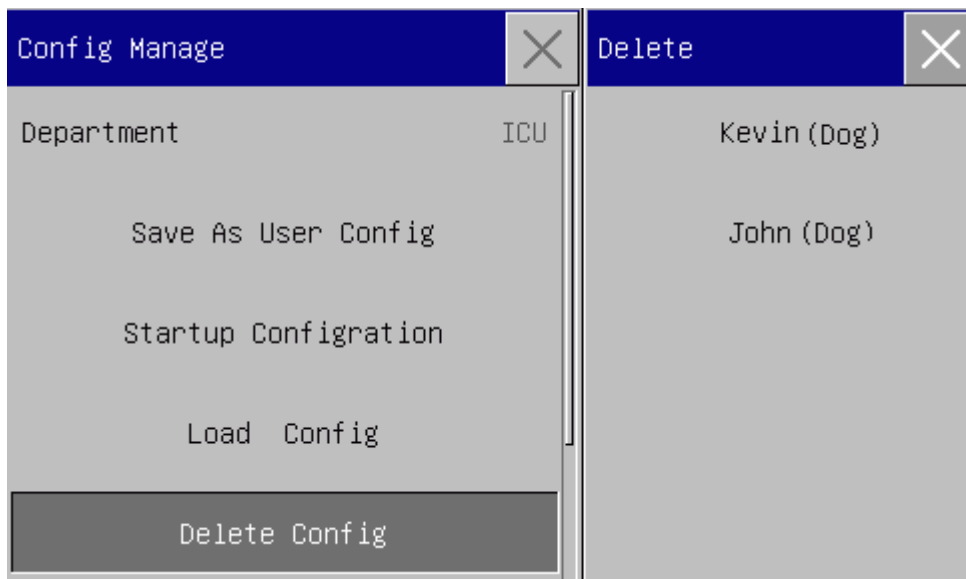 Config Manage
Department ICU
Save As User Config
Startup Configration
Load Config
Delete Config
Delete
Kevin(Dog)
John(Dog)